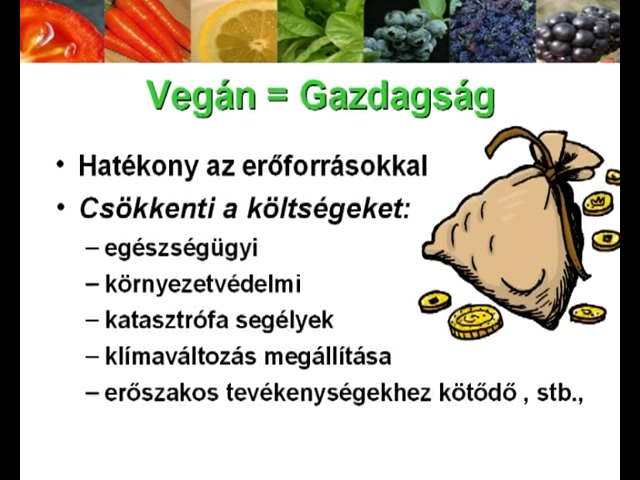 Vegán = Gazdagság
• Hatékony az erőforrásokkal
• Csökkenti a költségeket:
– egészségügyi
– környezetvédelmi
– katasztrófa segélyek
– klímaváltozás megállítása
– erőszakos tevékenységekhez kötődő , stb.,